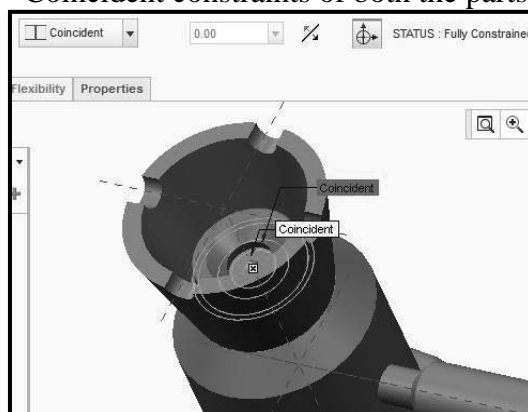 Coincident constraints of both the parts
Coincident
0.00
STATUS : Fully Constrained
Flexibility
Properties
Coincident
Coincident